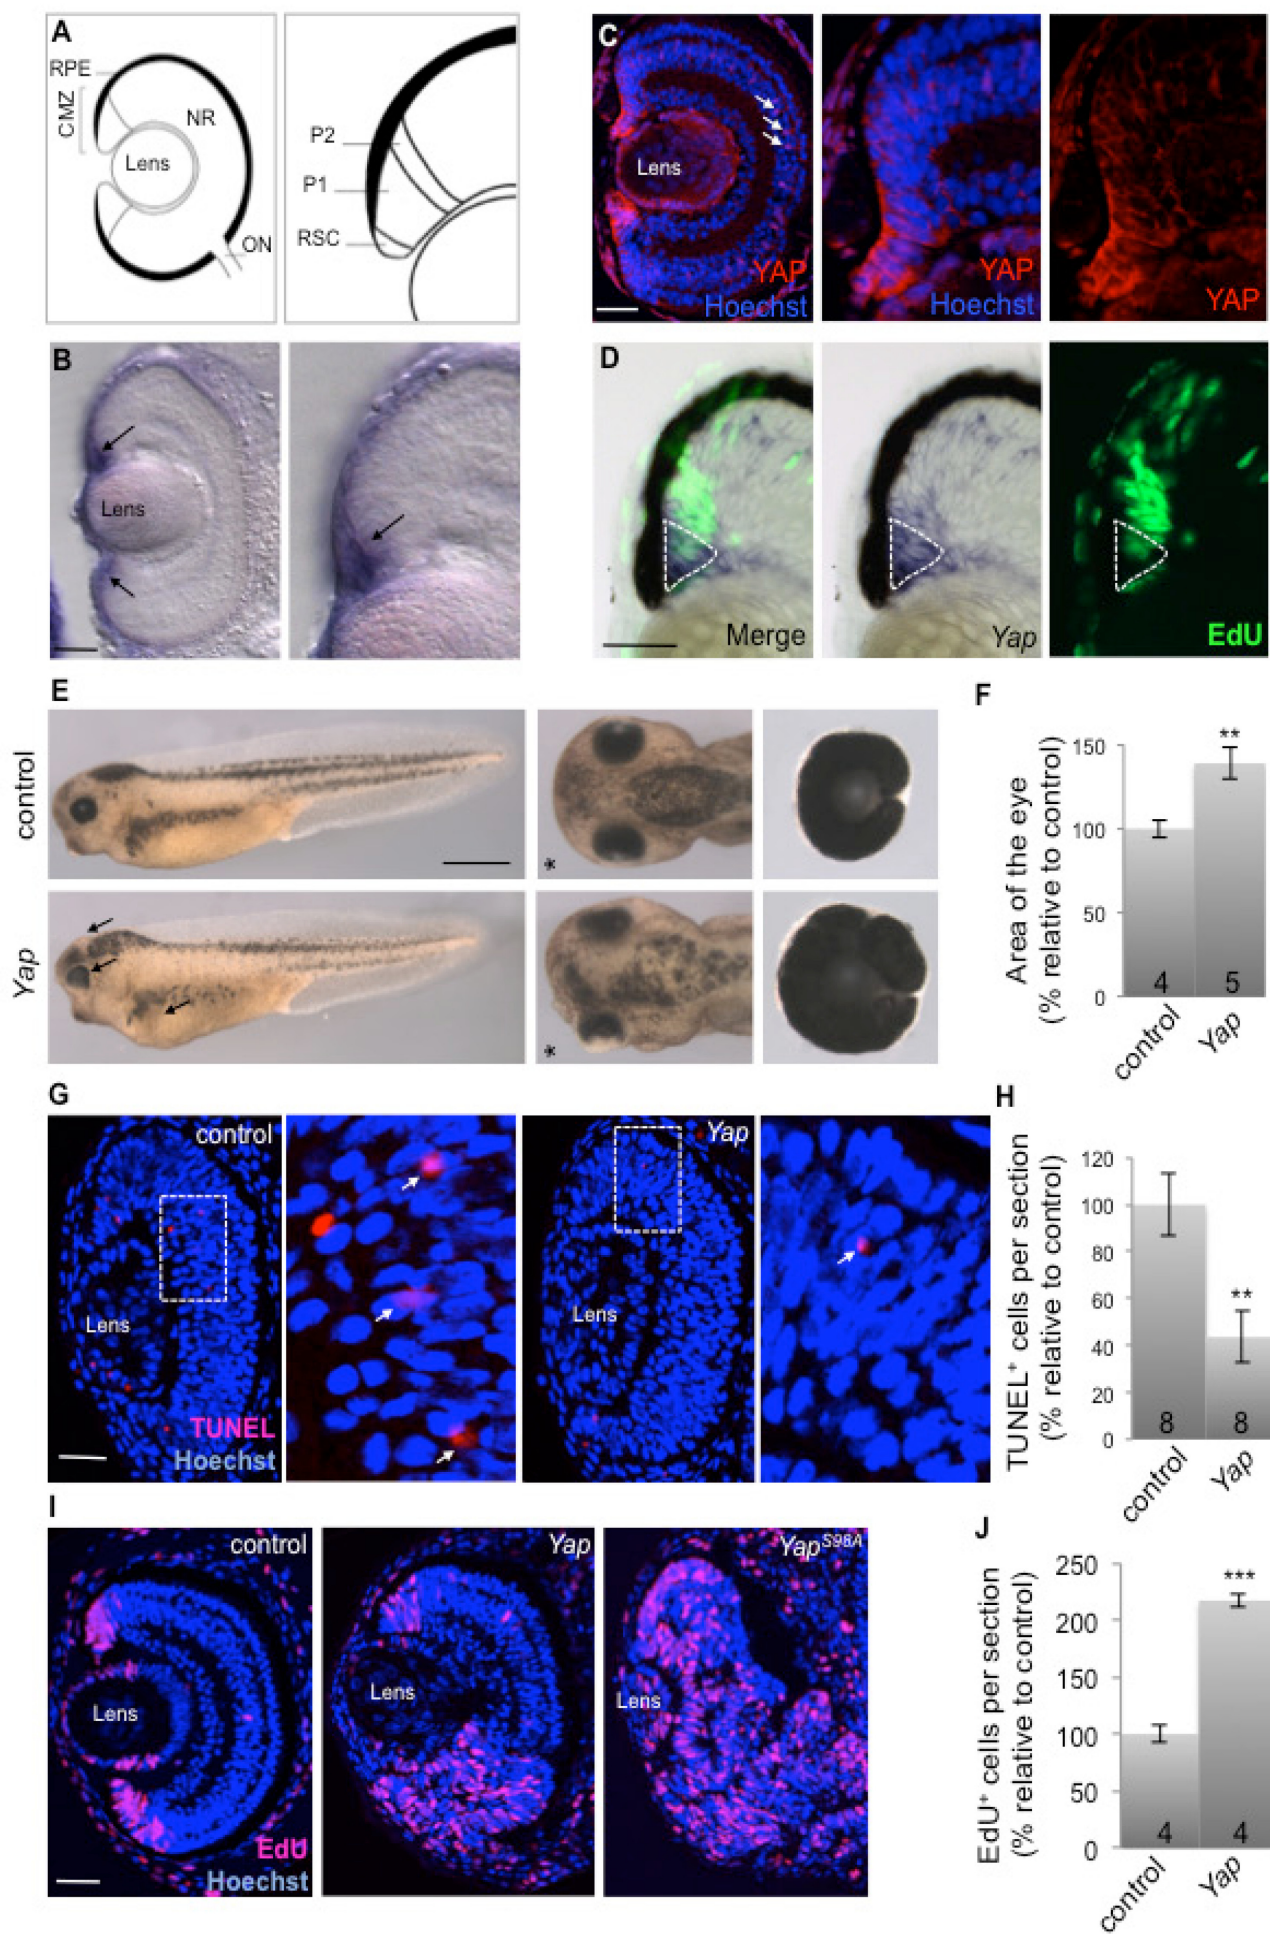 A
RPE
CMZ
NR
Lens
ON
P2
P1
RSC
C
Lens
YAP
Hoechst
YAP
Hoechst
YAP
B
Lens
D
Merge
Yap
EdU
E
control
*
Yap
*
F
Area of the eye
(% relative to control)
150
100
50
0
**
4
5
control
Yap
G
control
Lens
TUNEL
Hoechst
Yap
Lens
H
TUNEL⁺ cells per section
(% relative to control)
120
100
80
60
40
20
0
**
8
8
control
Yap
I
control
Lens
EdU
Hoechst
Yap
Lens
Yap^S98A
Lens
J
EdU⁺ cells per section
(% relative to control)
250
200
150
100
50
0
***
4
4
control
Yap